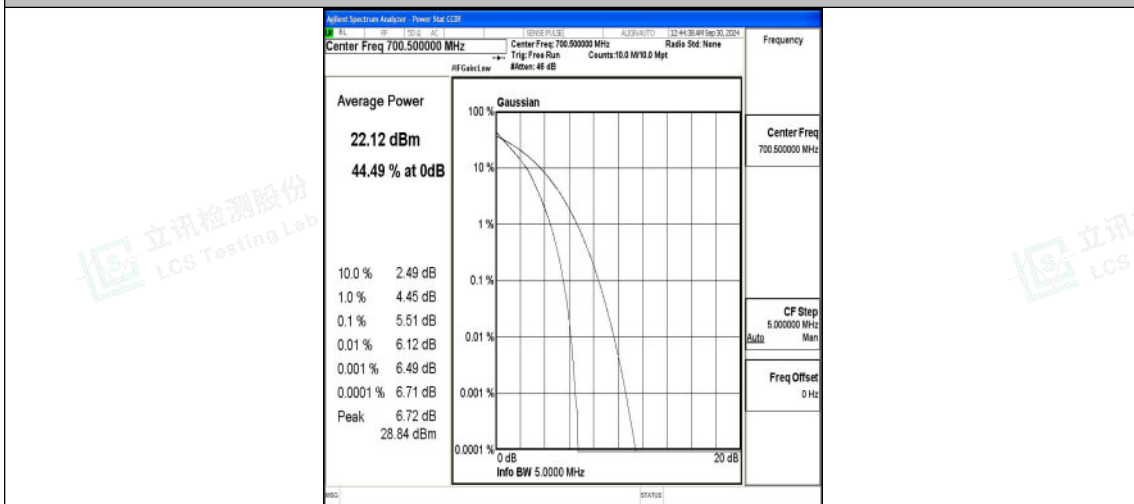 Agilent Spectrum Analyzer - Power Stat CCDF
RL RF 50 Ω AC SENSE:PULSE ALIGNAUTO 12:44:38 AM Sep 30, 2024
Center Freq 700.500000 MHz
Center Freq: 700.500000 MHz Radio Std: None
Trig: Free Run Counts:10.0 M/10.0 Mpt
#IFGain:Low #Atten: 46 dB
Frequency
Average Power
22.12 dBm
44.49 % at 0dB
10.0 % 2.49 dB
1.0 % 4.45 dB
0.1 % 5.51 dB
0.01 % 6.12 dB
0.001 % 6.49 dB
0.0001 % 6.71 dB
Peak 6.72 dB
28.84 dBm
Gaussian
100 %
10 %
1 %
0.1 %
0.01 %
0.001 %
0.0001 %
0 dB 20 dB
Info BW 5.0000 MHz
Center Freq
700.500000 MHz
CF Step
5.000000 MHz
Auto Man
Freq Offset
0 Hz
MSG STATUS
立讯检测股份
LCS Testing Lab
立讯
LCS